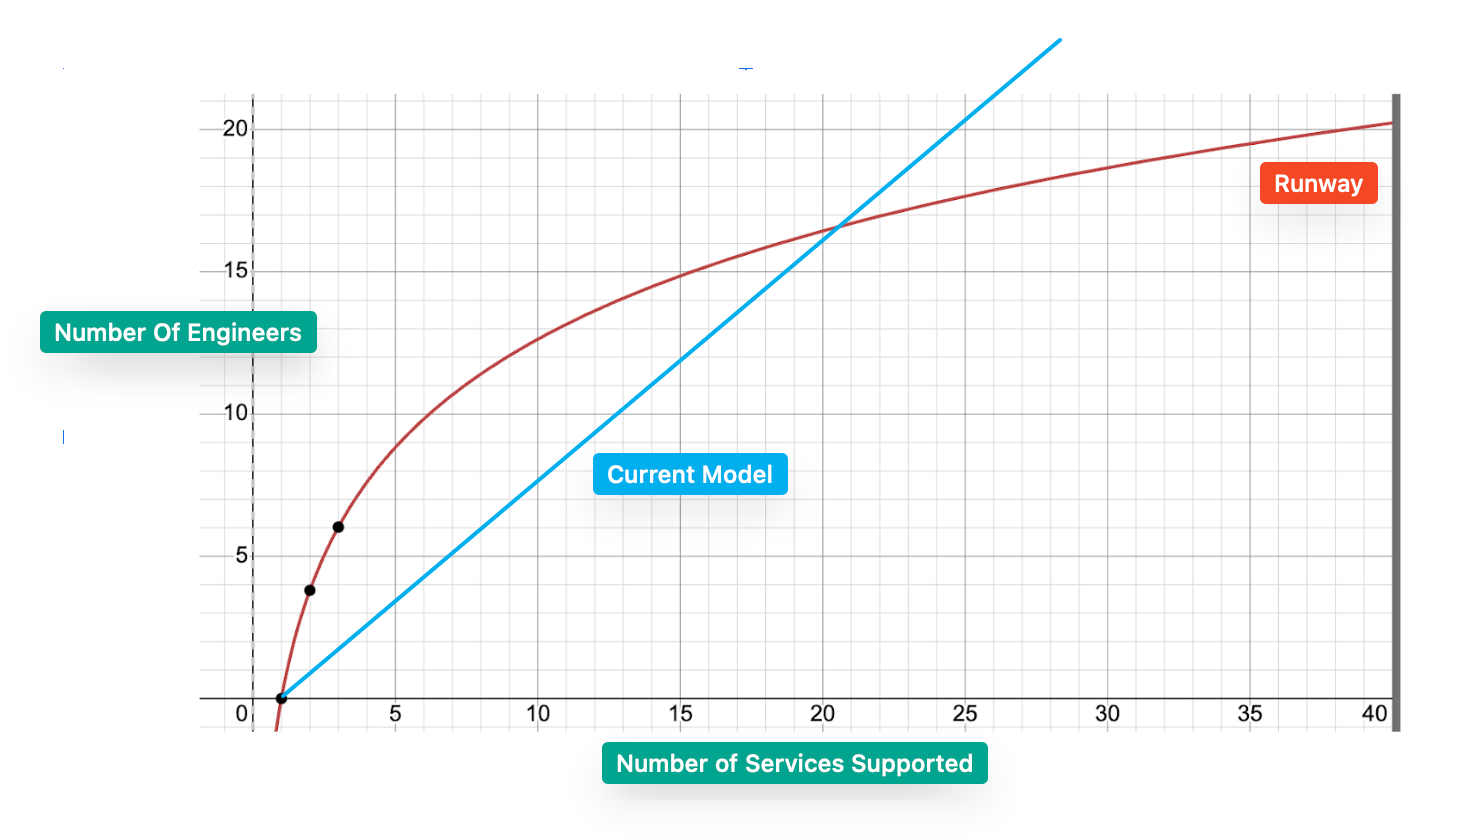 20
Runway
15
Number Of Engineers
10
Current Model
5
0 5 10 15 20 25 30 35 40
Number of Services Supported